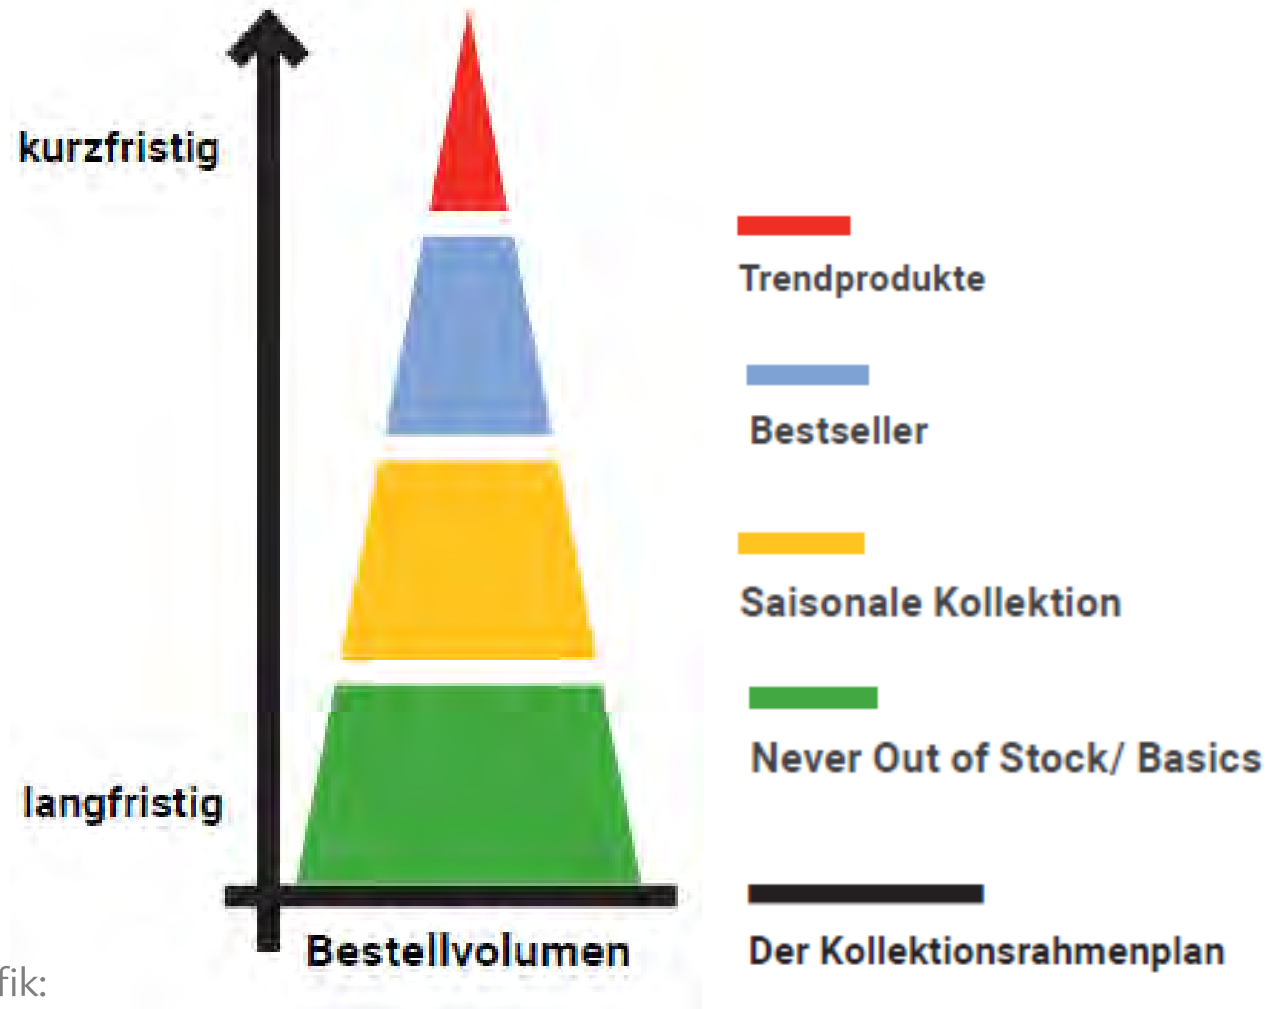 kurzfristig
Trendprodukte
Bestseller
Saisonale Kollektion
Never Out of Stock/ Basics
langfristig
Bestellvolumen
Der Kollektionsrahmenplan
fik: